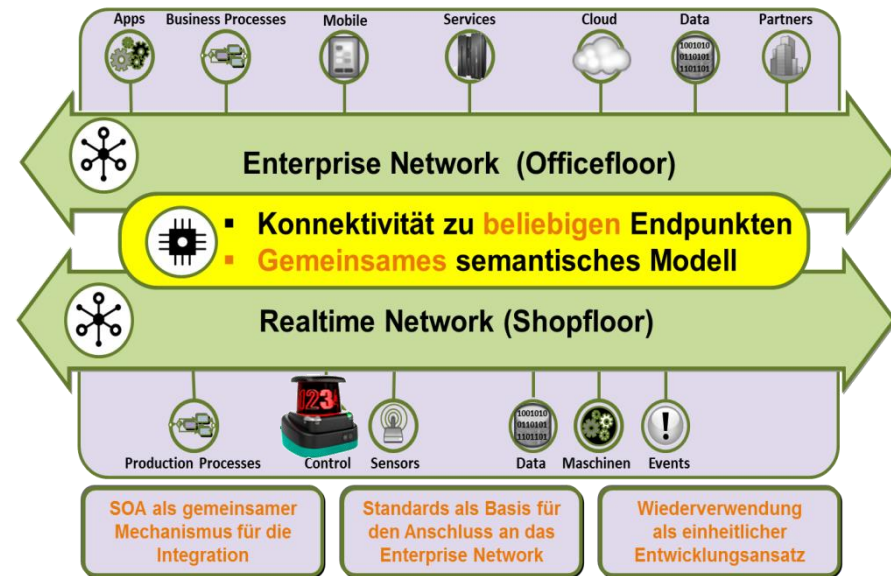 Apps Business Processes Mobile Services Cloud Data Partners
1001010
0110101
1101101
Enterprise Network (Officefloor)
▪ Konnektivität zu beliebigen Endpunkten
▪ Gemeinsames semantisches Modell
Realtime Network (Shopfloor)
123
1001010
0110101
1101101
!
Production Processes Control Sensors Data Maschinen Events
SOA als gemeinsamer
Mechanismus für die
Integration
Standards als Basis für
den Anschluss an das
Enterprise Network
Wiederverwendung
als einheitlicher
Entwicklungsansatz